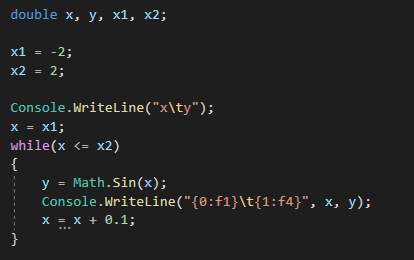 double x, y, x1, x2;
x1 = -2;
x2 = 2;
Console.WriteLine("x\ty");
x = x1;
while(x <= x2)
{
y = Math.Sin(x);
Console.WriteLine("{0:f1}\t{1:f4}", x, y);
x = x + 0.1;
}